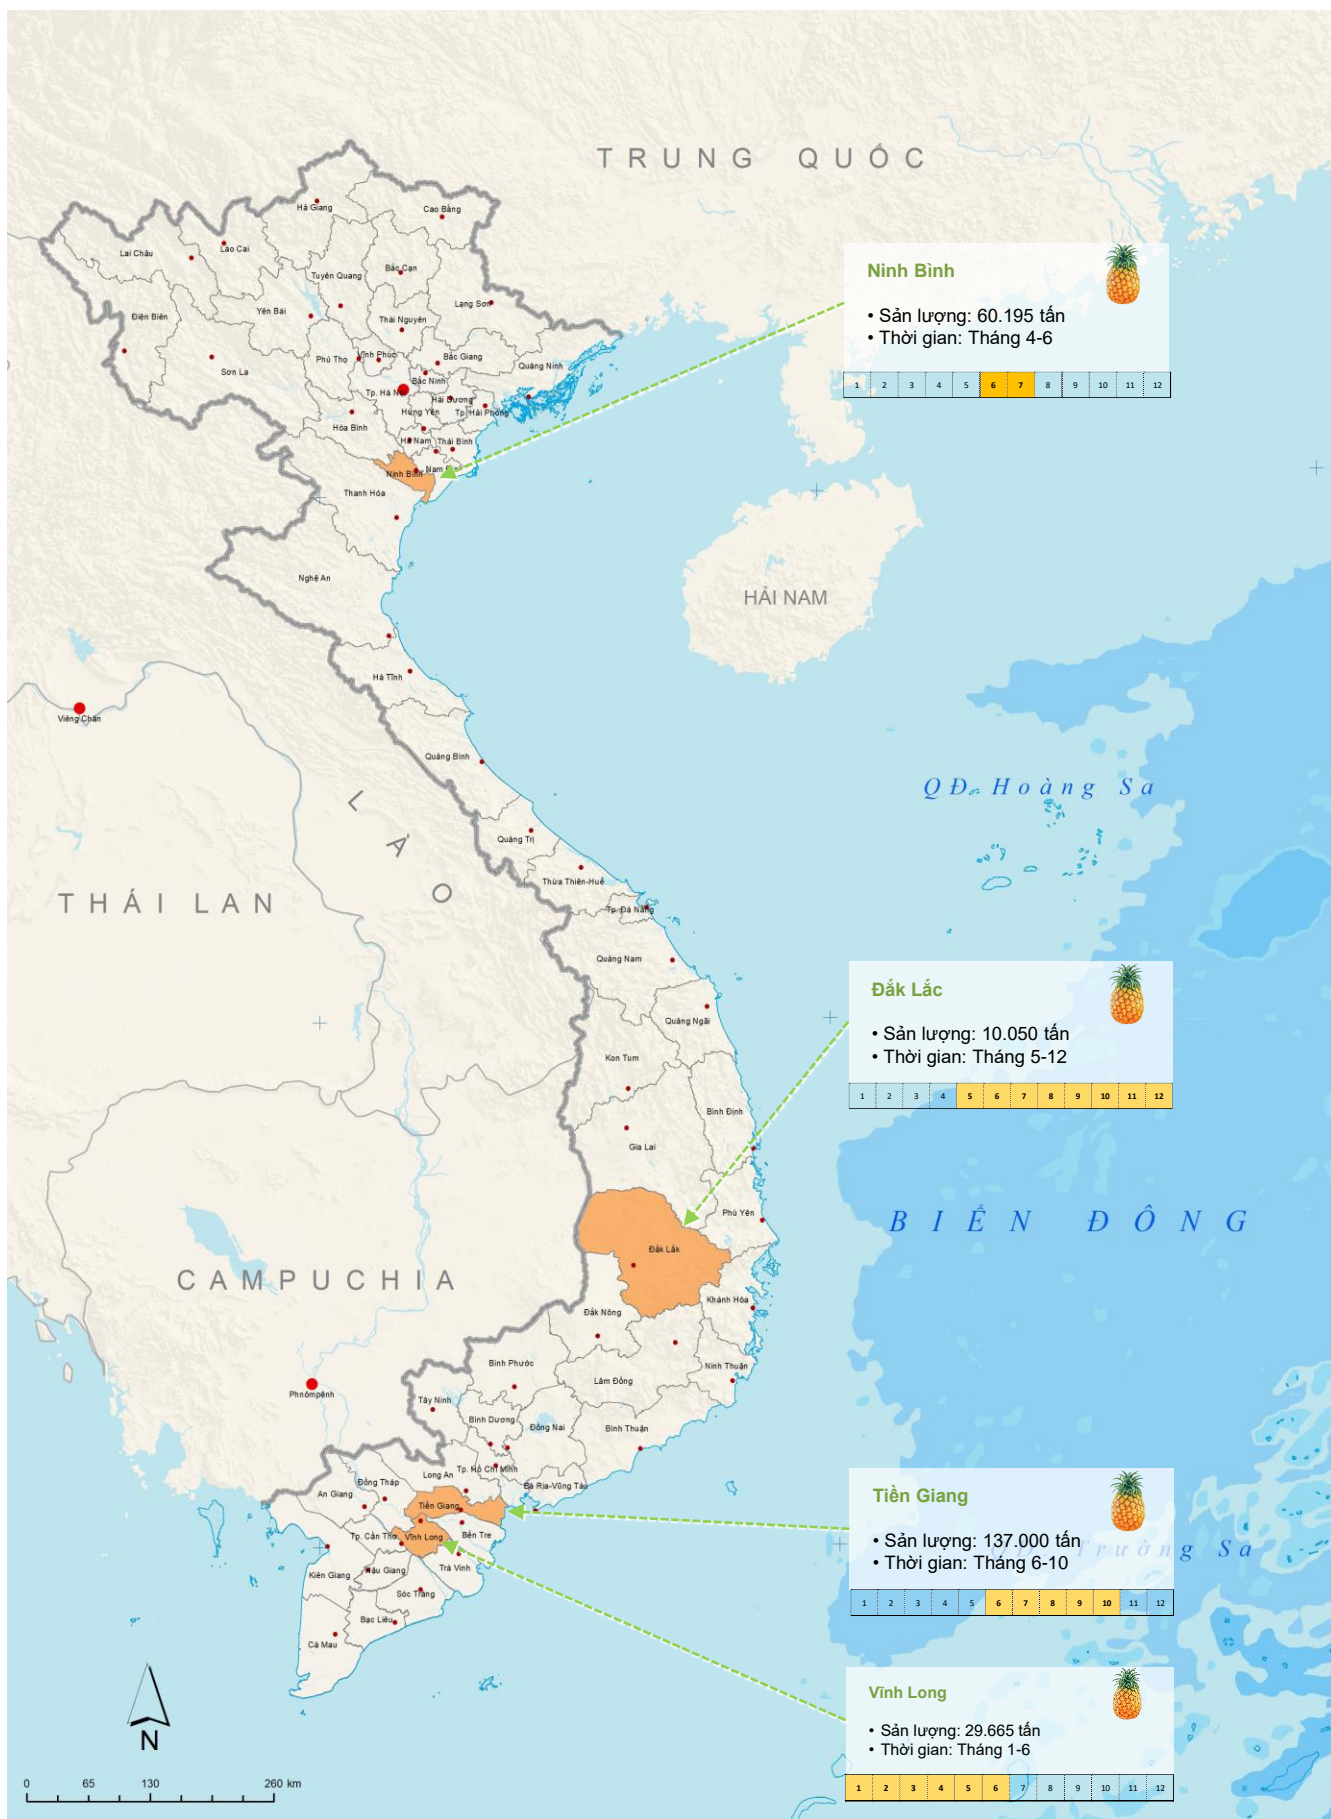 TRUNG QUỐC
Hà Giang
Cao Bằng
Lai Châu
Lào Cai
Bắc Cạn
Tuyên Quang
Lạng Sơn
Điện Biên
Yên Bái
Thái Nguyên
Phú Thọ
Vĩnh Phúc
Bắc Giang
Quảng Ninh
Sơn La
Bắc Ninh
Tp. Hà N
Hải Dương
Hưng Yên
Tp. Hải Phòng
Hòa Bình
Hà Nam
Thái Bình
Ninh Bình
Nam Đ
Thanh Hóa
Nghệ An
Hà Tĩnh
Viêng Chăn
Quảng Bình
LÀO
Quảng Trị
Thừa Thiên-Huế
THÁI LAN
Tp. Đà Nẵng
Quảng Nam
Quảng Ngãi
Kon Tum
Bình Định
Gia Lai
Phú Yên
Đắk Lắk
CAMPUCHIA
Khánh Hòa
Đắk Nông
Bình Phước
Ninh Thuận
Lâm Đồng
Phnômpênh
Tây Ninh
Bình Dương
Đồng Nai
Bình Thuận
Tp. Hồ Chí Minh
Long An
Đồng Tháp
Bà Rịa-Vũng Tàu
An Giang
Tiền Giang
Tp. Cần Thơ
Vĩnh Long
Bến Tre
Kiên Giang
Hậu Giang
Trà Vinh
Sóc Trăng
Bạc Liêu
Cà Mau
HẢI NAM
QĐ. Hoàng Sa
BIỂN ĐÔNG
Trường Sa
Ninh Bình
• Sản lượng: 60.195 tấn
• Thời gian: Tháng 4-6
1 2 3 4 5 6 7 8 9 10 11 12
Đắk Lắc
• Sản lượng: 10.050 tấn
• Thời gian: Tháng 5-12
1 2 3 4 5 6 7 8 9 10 11 12
Tiền Giang
• Sản lượng: 137.000 tấn
• Thời gian: Tháng 6-10
1 2 3 4 5 6 7 8 9 10 11 12
Vĩnh Long
• Sản lượng: 29.665 tấn
• Thời gian: Tháng 1-6
1 2 3 4 5 6 7 8 9 10 11 12
N
0 65 130 260 km